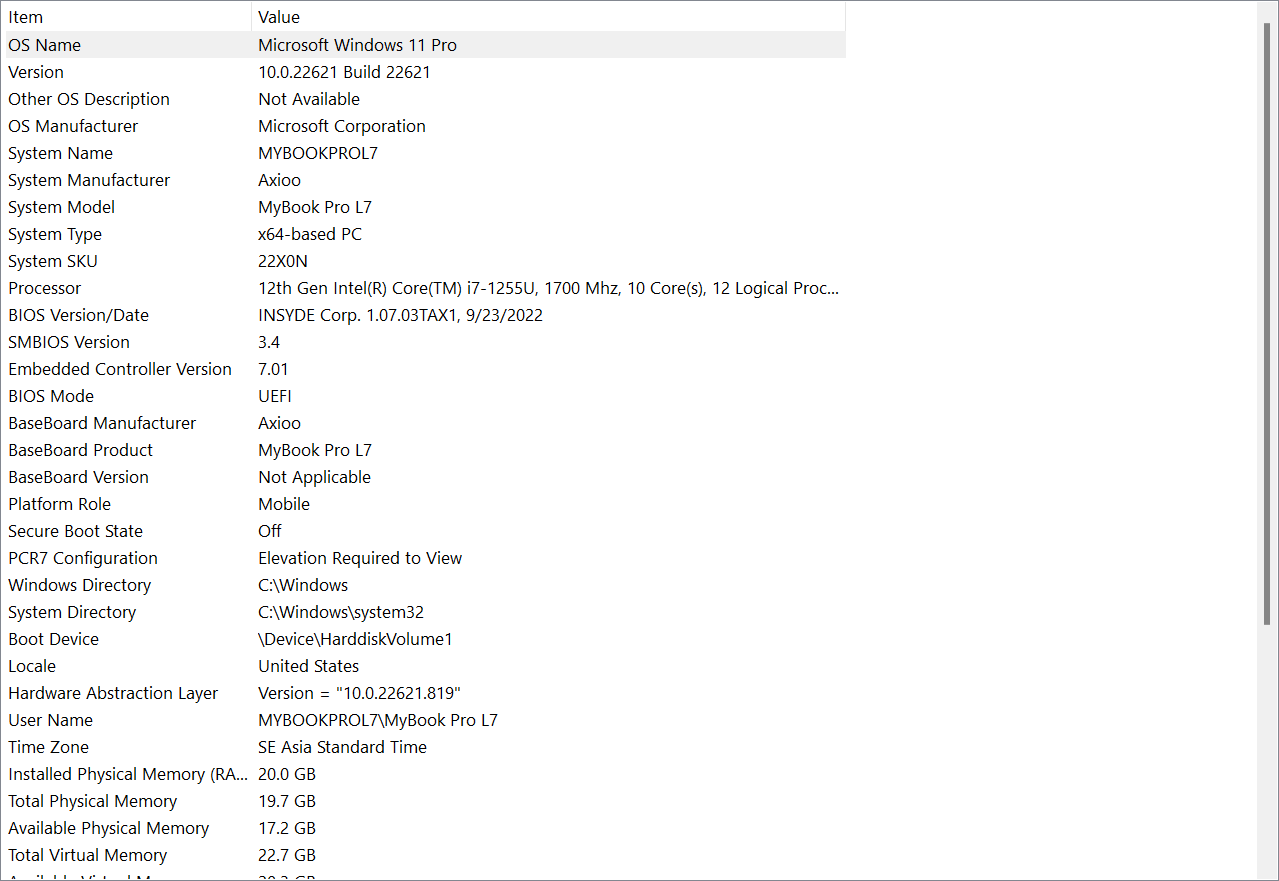 Item Value
OS Name Microsoft Windows 11 Pro
Version 10.0.22621 Build 22621
Other OS Description Not Available
OS Manufacturer Microsoft Corporation
System Name MYBOOKPROL7
System Manufacturer Axioo
System Model MyBook Pro L7
System Type x64-based PC
System SKU 22X0N
Processor 12th Gen Intel(R) Core(TM) i7-1255U, 1700 Mhz, 10 Core(s), 12 Logical Proc...
BIOS Version/Date INSYDE Corp. 1.07.03TAX1, 9/23/2022
SMBIOS Version 3.4
Embedded Controller Version 7.01
BIOS Mode UEFI
BaseBoard Manufacturer Axioo
BaseBoard Product MyBook Pro L7
BaseBoard Version Not Applicable
Platform Role Mobile
Secure Boot State Off
PCR7 Configuration Elevation Required to View
Windows Directory C:\Windows
System Directory C:\Windows\system32
Boot Device \Device\HarddiskVolume1
Locale United States
Hardware Abstraction Layer Version = "10.0.22621.819"
User Name MYBOOKPROL7\MyBook Pro L7
Time Zone SE Asia Standard Time
Installed Physical Memory (RA... 20.0 GB
Total Physical Memory 19.7 GB
Available Physical Memory 17.2 GB
Total Virtual Memory 22.7 GB